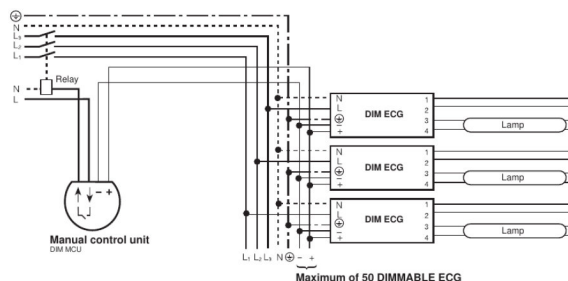 N
L₃
L₂
L₁
Relay
N
L
− +
Manual control unit
DIM MCU
N
L
− 
+
DIM ECG
1
2
3
4
Lamp
N
L
−
+
DIM ECG
1
2
3
4
Lamp
N
L
−
+
DIM ECG
1
2
3
4
Lamp
L₁ L₂ L₃ N ⏚ − +
Maximum of 50 DIMMABLE ECG